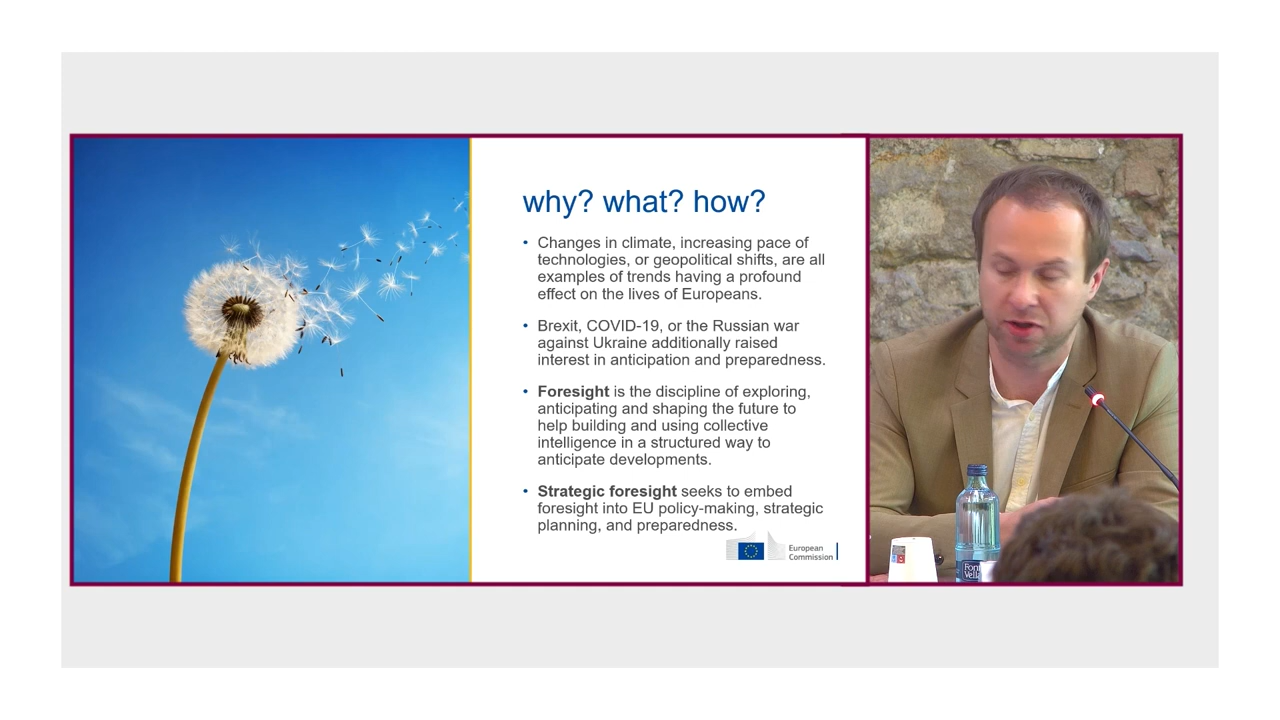 why? what? how?
• Changes in climate, increasing pace of
technologies, or geopolitical shifts, are all
examples of trends having a profound
effect on the lives of Europeans.
• Brexit, COVID-19, or the Russian war
against Ukraine additionally raised
interest in anticipation and preparedness.
• Foresight is the discipline of exploring,
anticipating and shaping the future to
help building and using collective
intelligence in a structured way to
anticipate developments.
• Strategic foresight seeks to embed
foresight into EU policy-making, strategic
planning, and preparedness.
European
Commission